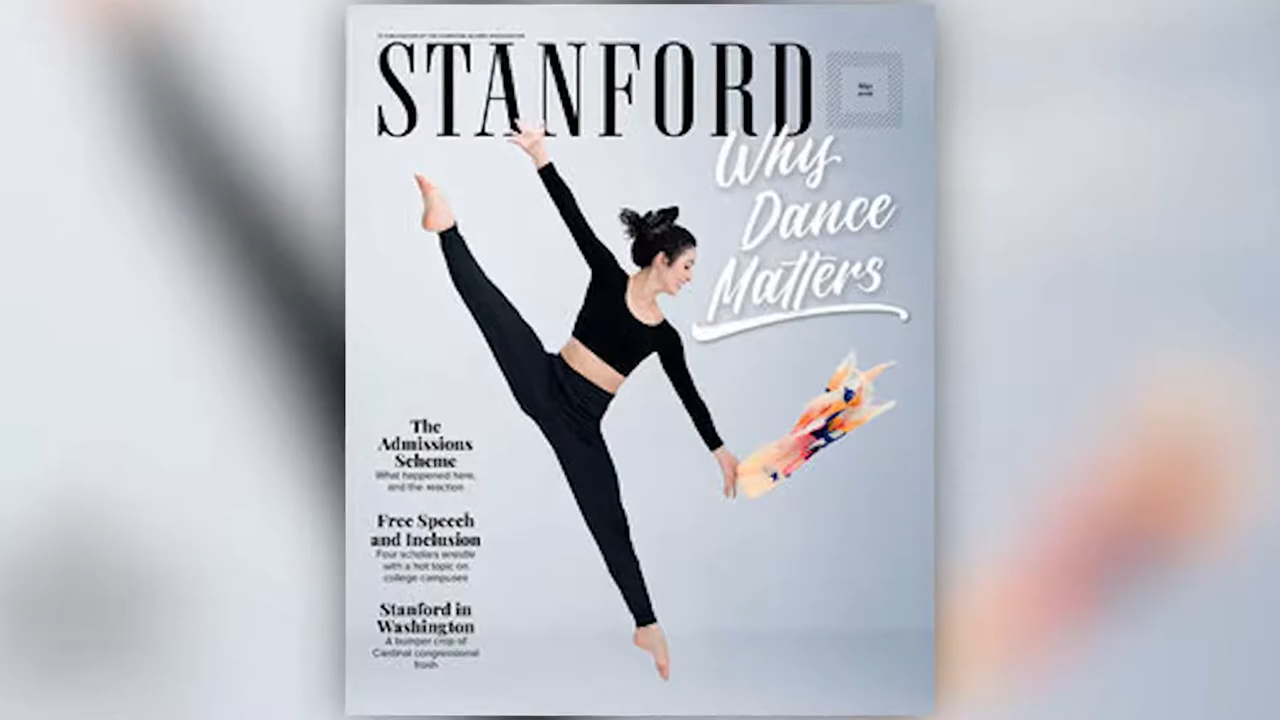 STANFORD
May
Why
Dance
Matters
The
Admissions
Scheme
What happened here,
and the reaction
Free Speech
and Inclusion
Four scholars wrestle
with a hot topic on
college campuses
Stanford in
Washington
A bumper crop of
Cardinal congressional
frosh